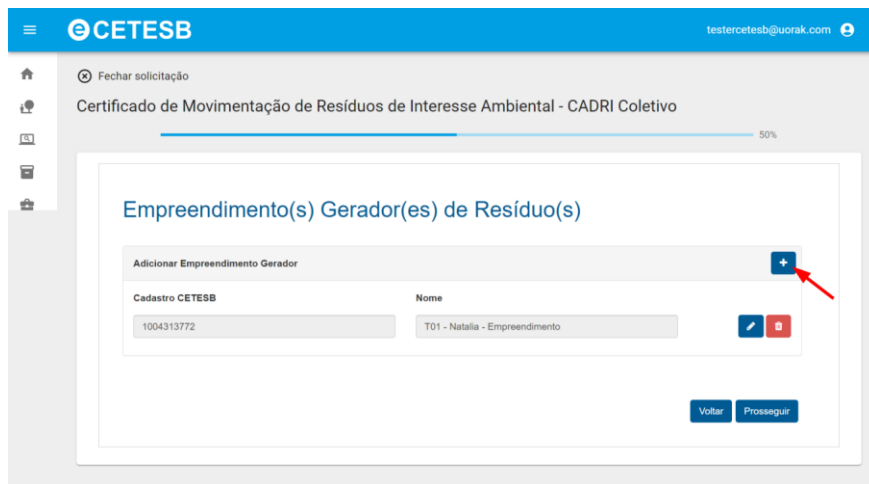 eCETESB
testercetesb@uorak.com
Fechar solicitação
Certificado de Movimentação de Resíduos de Interesse Ambiental - CADRI Coletivo
50%
Empreendimento(s) Gerador(es) de Resíduo(s)
Adicionar Empreendimento Gerador
Cadastro CETESB Nome
1004313772 T01 - Natalia - Empreendimento
Voltar Prosseguir